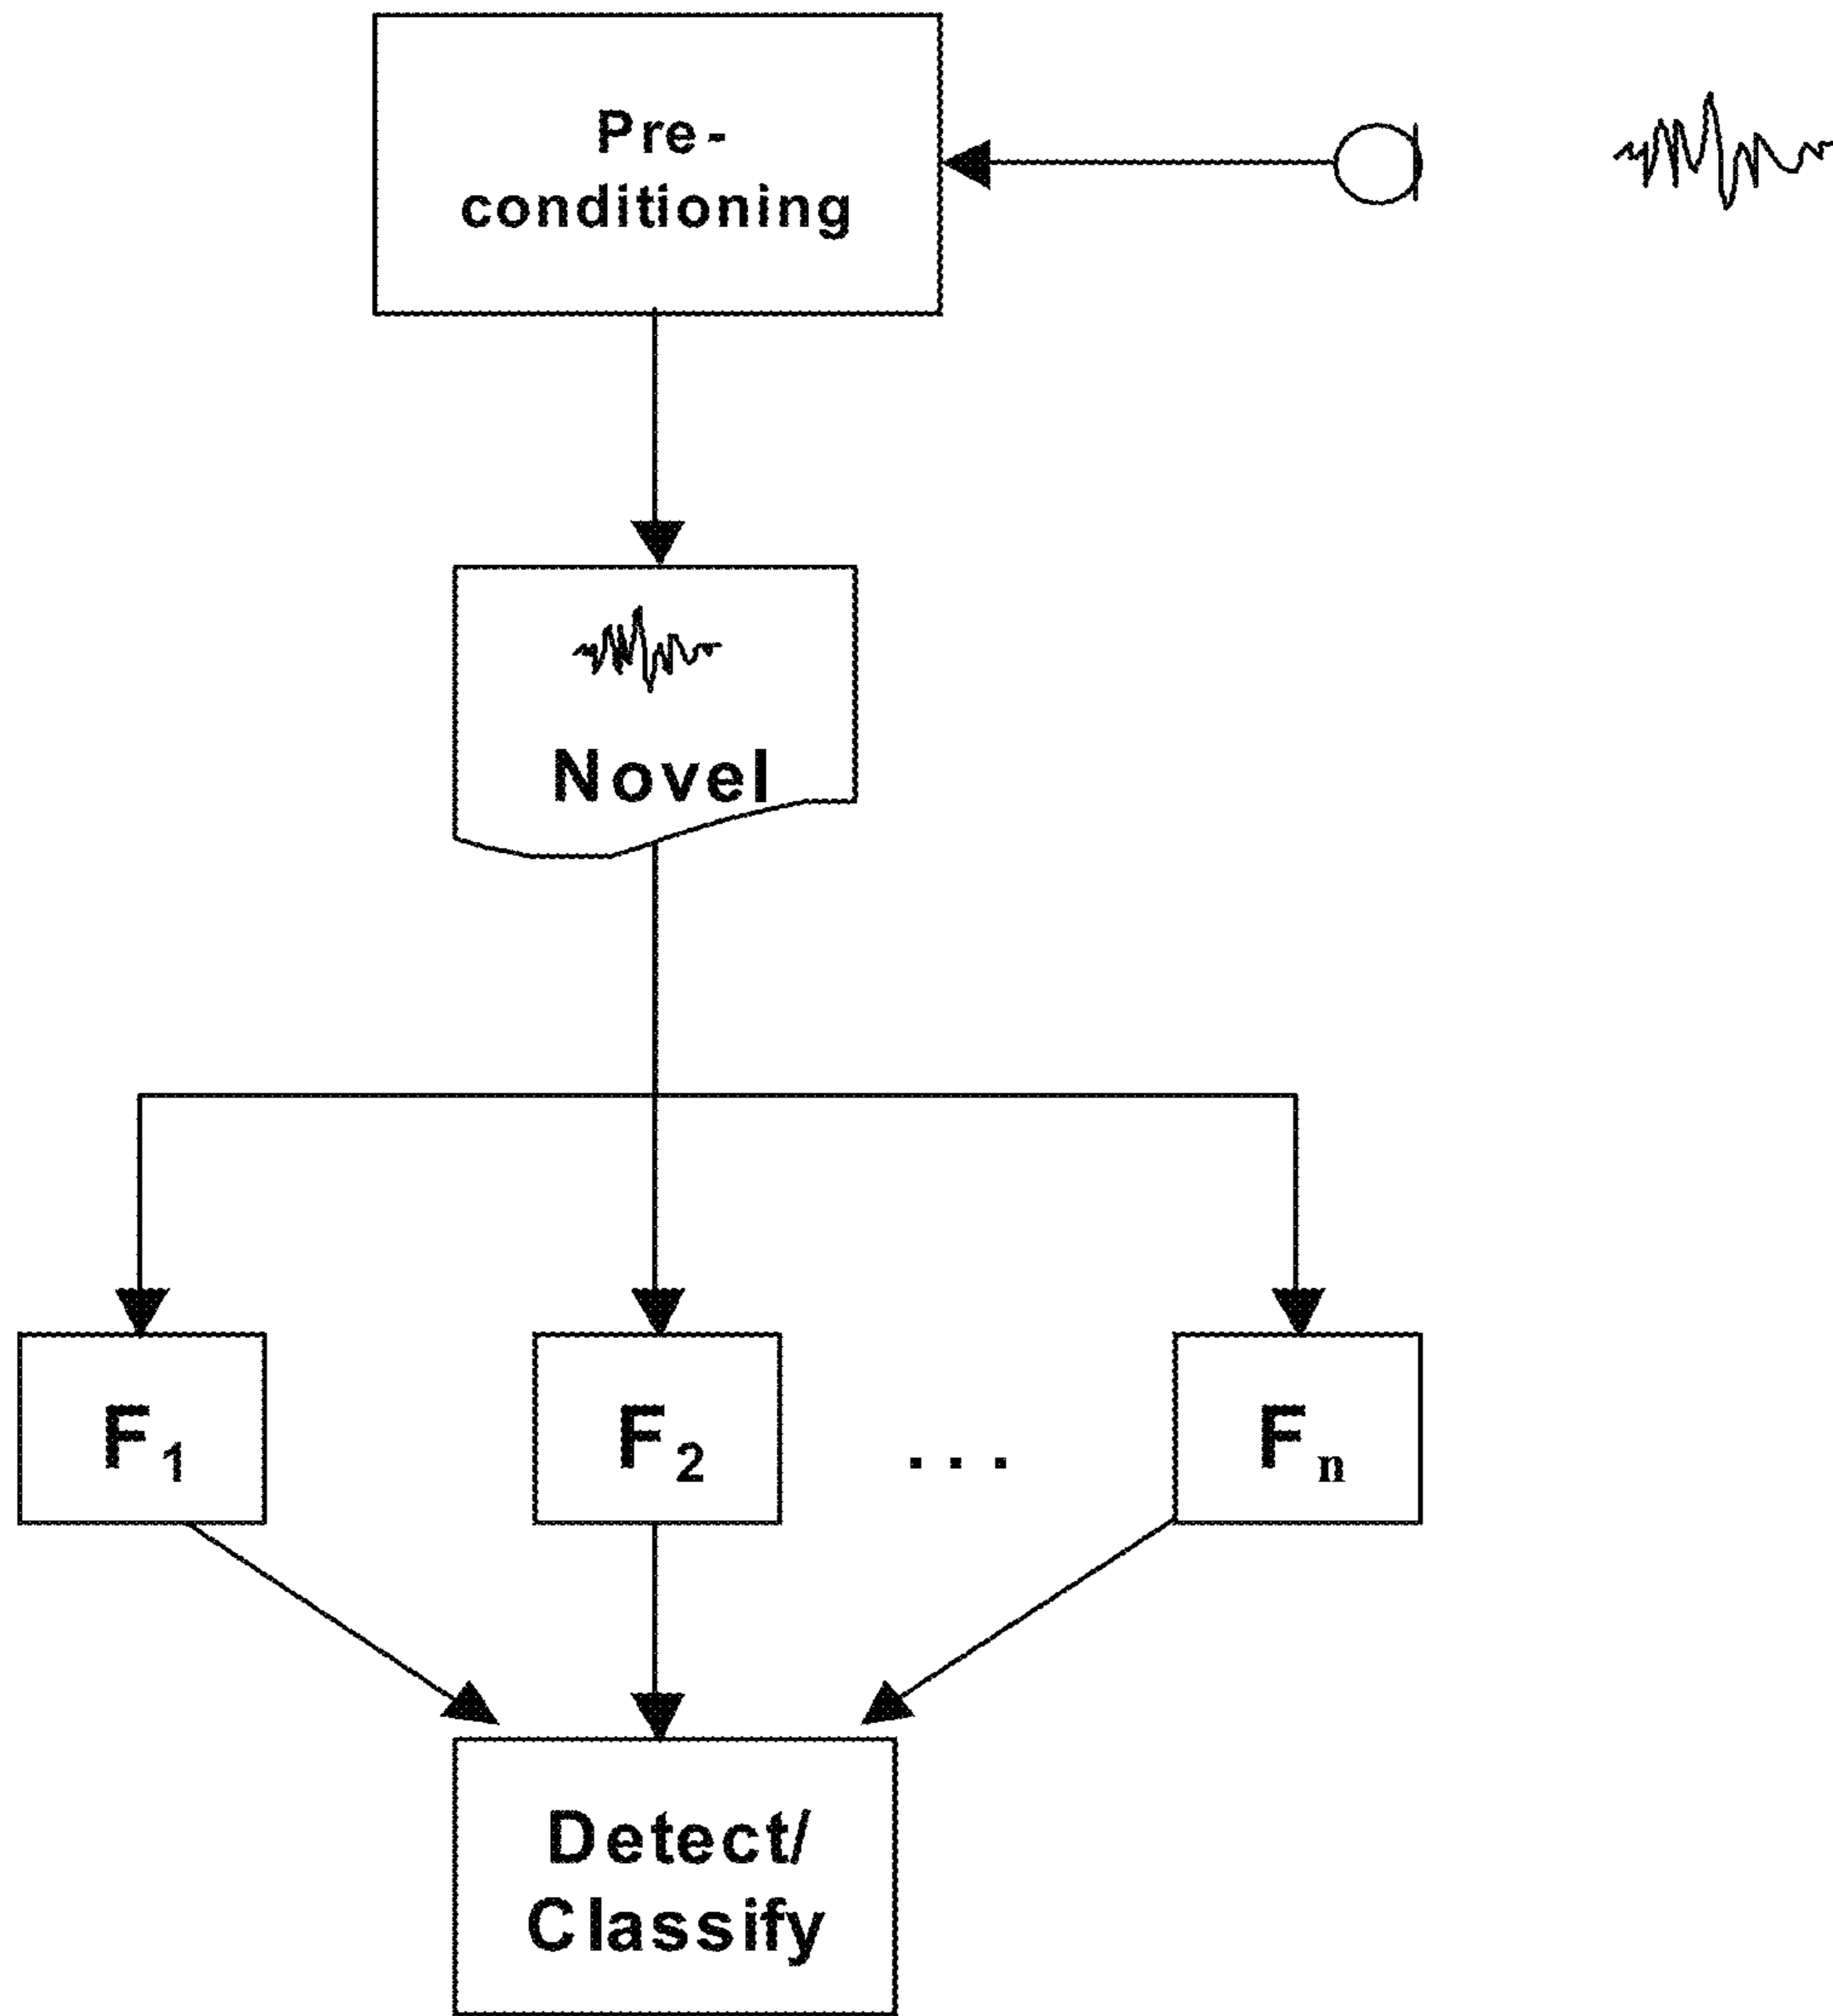 Pre-
conditioning
Novel
F1 F2 ... Fn
Detect/
Classify